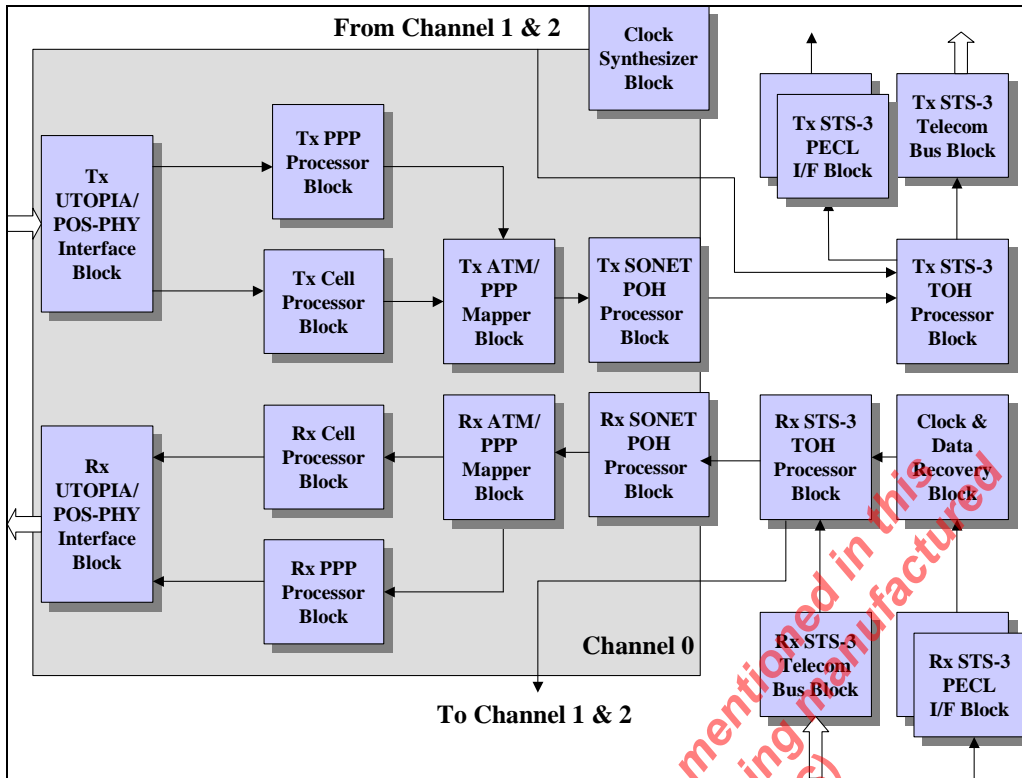 From Channel 1 & 2
Clock
Synthesizer
Block
Tx STS-3
PECL
I/F Block
Tx STS-3
Telecom
Bus Block
Tx
UTOPIA/
POS-PHY
Interface
Block
Tx PPP
Processor
Block
Tx Cell
Processor
Block
Tx ATM/
PPP
Mapper
Block
Tx SONET
POH
Processor
Block
Tx STS-3
TOH
Processor
Block
Rx
UTOPIA/
POS-PHY
Interface
Block
Rx Cell
Processor
Block
Rx ATM/
PPP
Mapper
Block
Rx SONET
POH
Processor
Block
Rx STS-3
TOH
Processor
Block
Clock &
Data
Recovery
Block
Rx PPP
Processor
Block
Channel 0
Rx STS-3
Telecom
Bus Block
Rx STS-3
PECL
I/F Block
To Channel 1 & 2
mentioned in this
ing manufactured